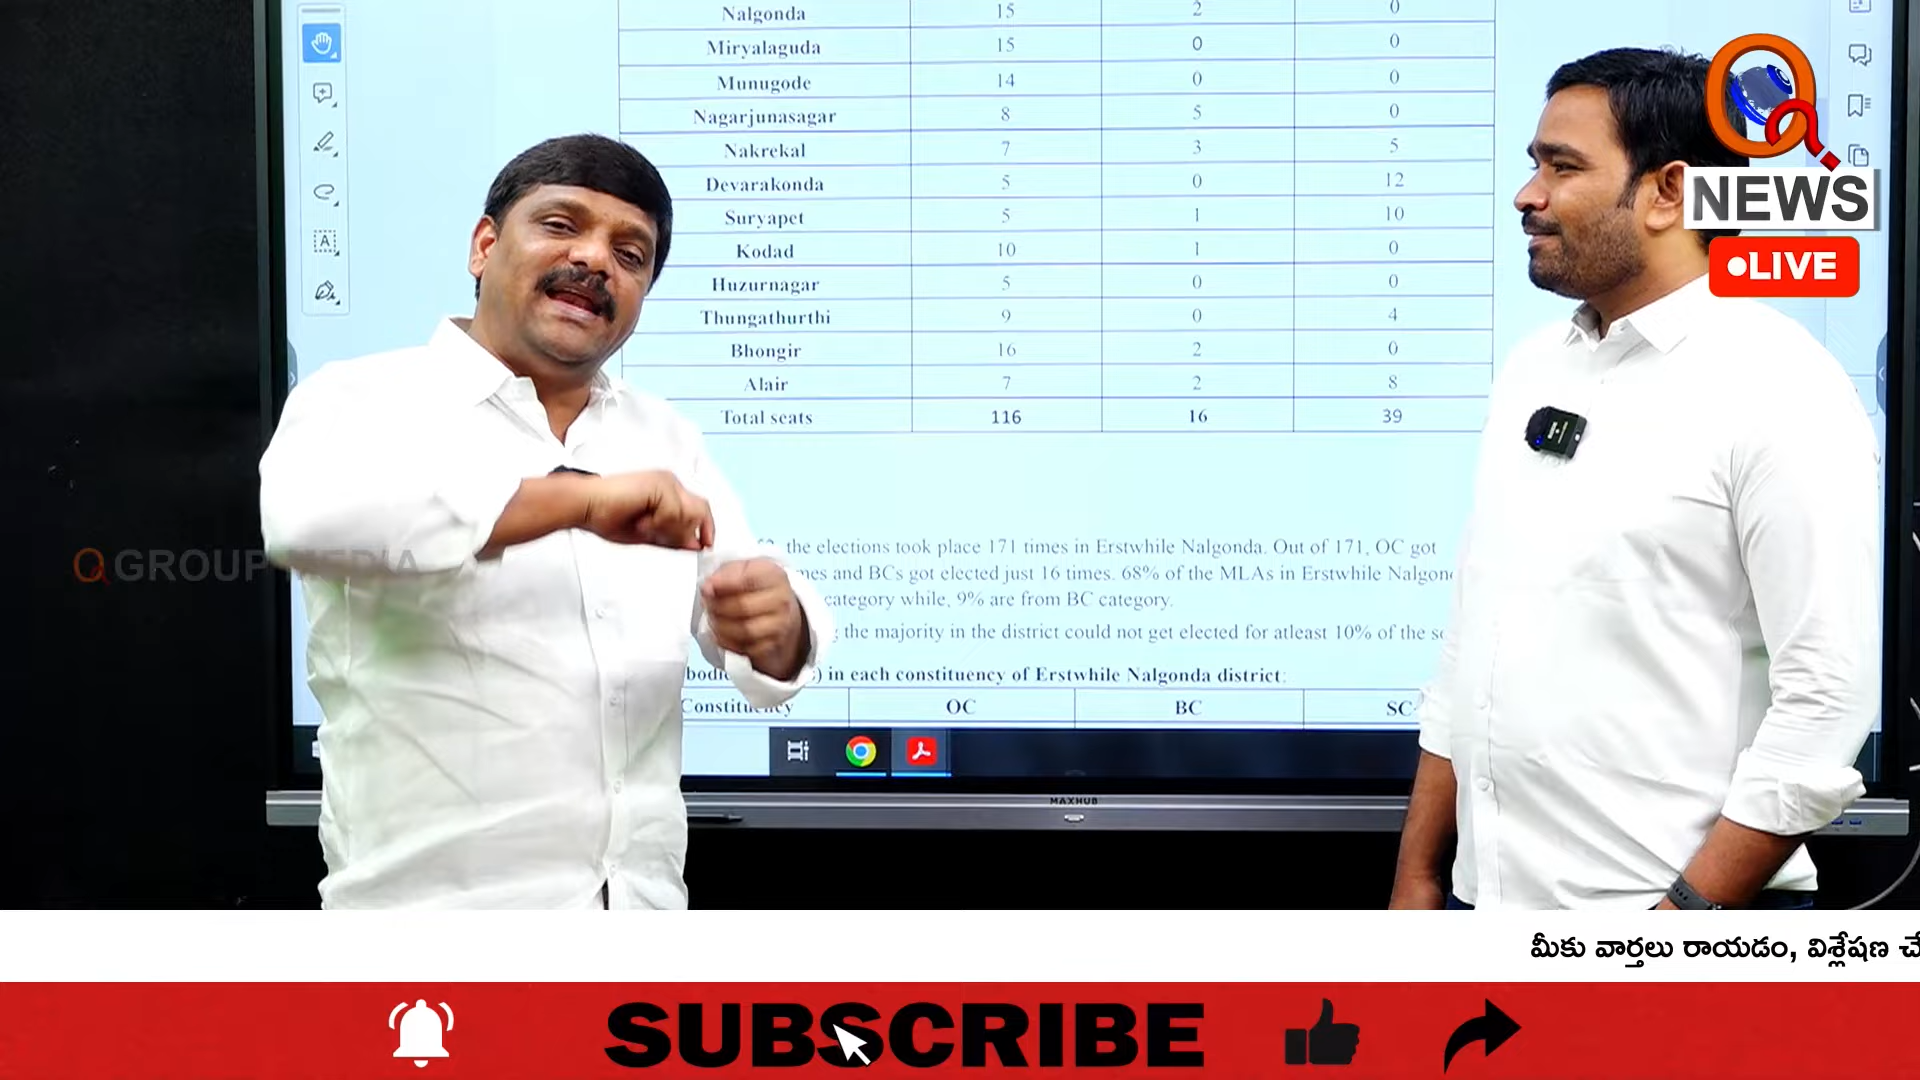 Nalgonda 15 2 0
Miryalaguda 15 0 0
Munugode 14 0 0
Nagarjunasagar 8 5 0
Nakrekal 7 3 5
Devarakonda 5 0 12
Suryapet 5 1 10
Kodad 10 1 0
Huzurnagar 5 0 0
Thungathurthi 9 0 4
Bhongir 16 2 0
Alair 7 2 8
Total seats 116 16 39
the elections took place 171 times in Erstwhile Nalgonda. Out of 171, OC got
and BCs got elected just 16 times. 68% of the MLAs in Erstwhile Nalgon
category while, 9% are from BC category.
the majority in the district could not get elected for atleast 10% of the
in each constituency of Erstwhile Nalgonda district:
Constituency OC BC SC
MAXHUB
Q
NEWS
LIVE
Q GROUP MEDIA
మీకు వార్తలు రాయడం, విశ్లేషణ చే
SUBSCRIBE